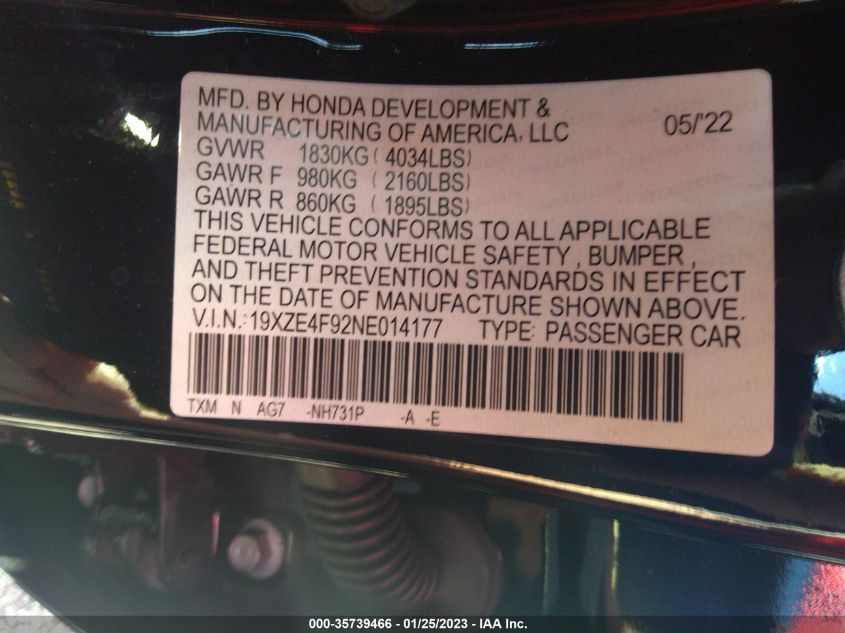 MFD. BY HONDA DEVELOPMENT &
MANUFACTURING OF AMERICA, LLC 05/'22
GVWR 1830KG ( 4034LBS)
GAWR F 980KG ( 2160LBS)
GAWR R 860KG ( 1895LBS)
THIS VEHICLE CONFORMS TO ALL APPLICABLE
FEDERAL MOTOR VEHICLE SAFETY , BUMPER ,
AND THEFT PREVENTION STANDARDS IN EFFECT
ON THE DATE OF MANUFACTURE SHOWN ABOVE.
V.I.N.: 19XZE4F92NE014177 TYPE: PASSENGER CAR
TXM N AG7 -NH731P -A -E
000-35739466 - 01/25/2023 - IAA Inc.